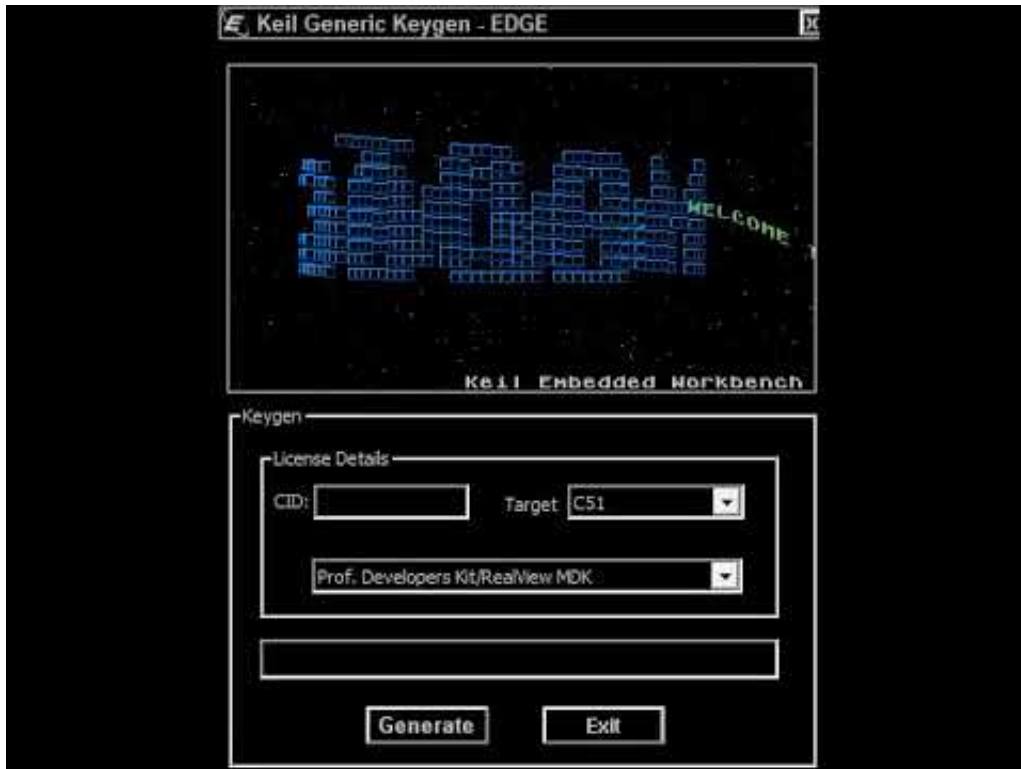 Keil Generic Keygen - EDGE
WELCOME
Keil Embedded Workbench
Keygen
License Details
CID:
Target C51
Prof. Developers Kit/RealView MDK
Generate Exit